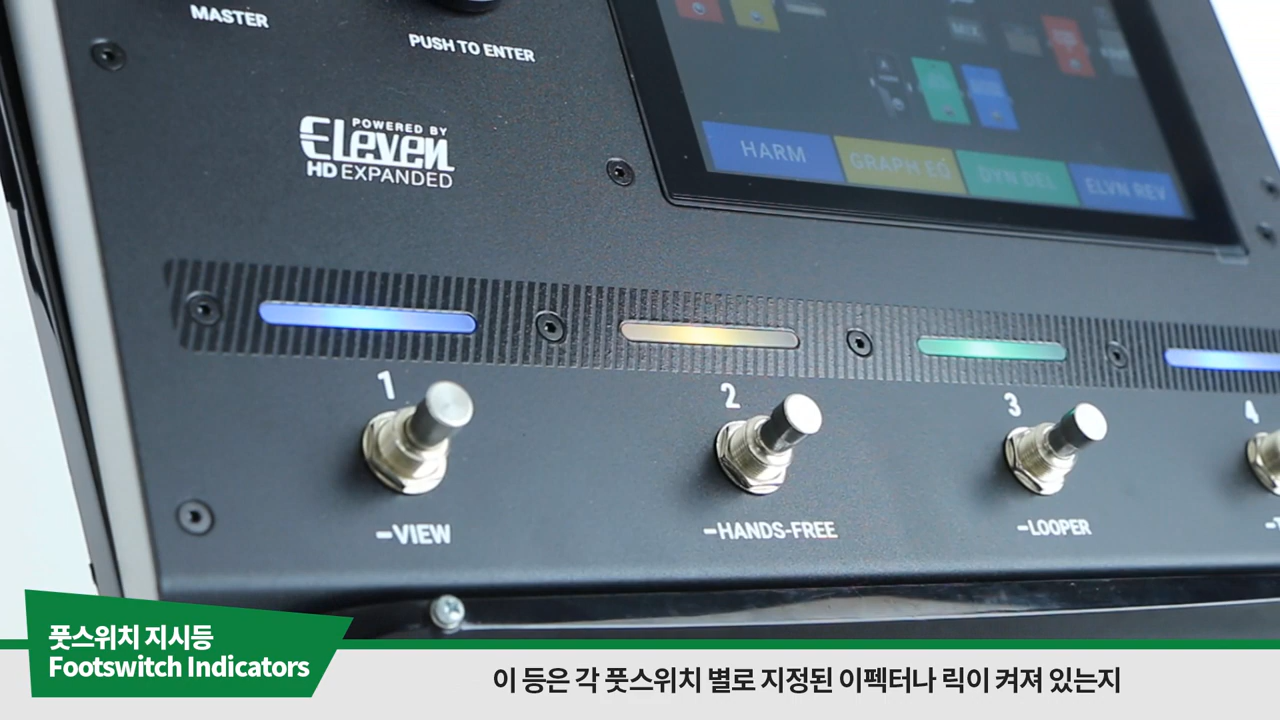 MASTER
PUSH TO ENTER
POWERED BY
Eleven
HD EXPANDED
MIX
HARM
GRAPH EQ
DYN DEL
ELVN REV
1
2
3
4
–VIEW
–HANDS-FREE
–LOOPER
풋스위치 지시등
Footswitch Indicators
이 등은 각 풋스위치 별로 지정된 이펙터나 릭이 켜져 있는지